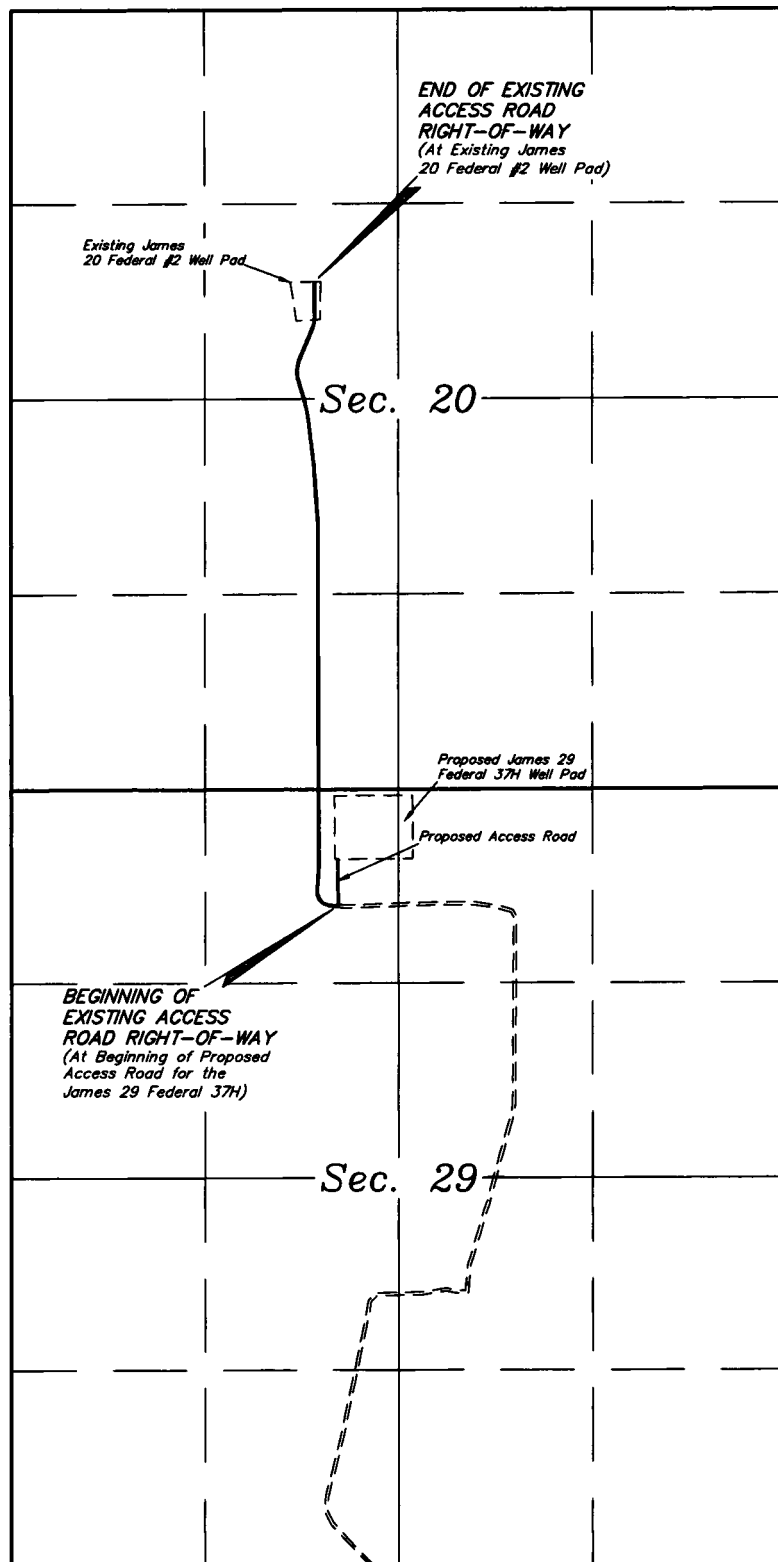 END OF EXISTING
ACCESS ROAD
RIGHT-OF-WAY
(At Existing James
20 Federal #2 Well Pad)
Existing James
20 Federal #2 Well Pad
Sec. 20
Proposed James 29
Federal 37H Well Pad
Proposed Access Road
BEGINNING OF
EXISTING ACCESS
ROAD RIGHT-OF-WAY
(At Beginning of Proposed
Access Road for the
James 29 Federal 37H)
Sec. 29